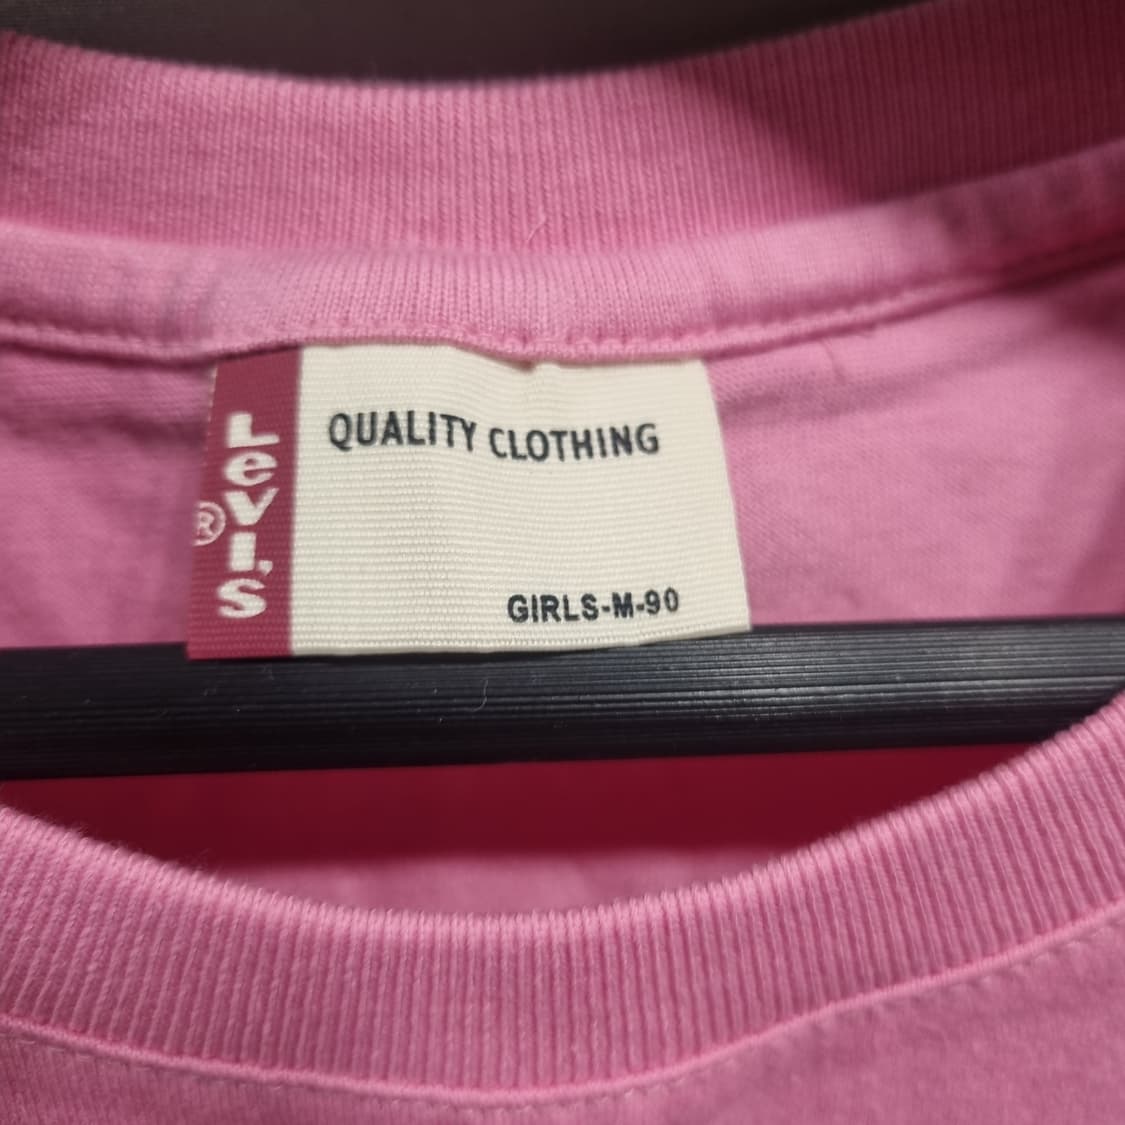 Levi's
®
QUALITY CLOTHING
GIRLS-M-90